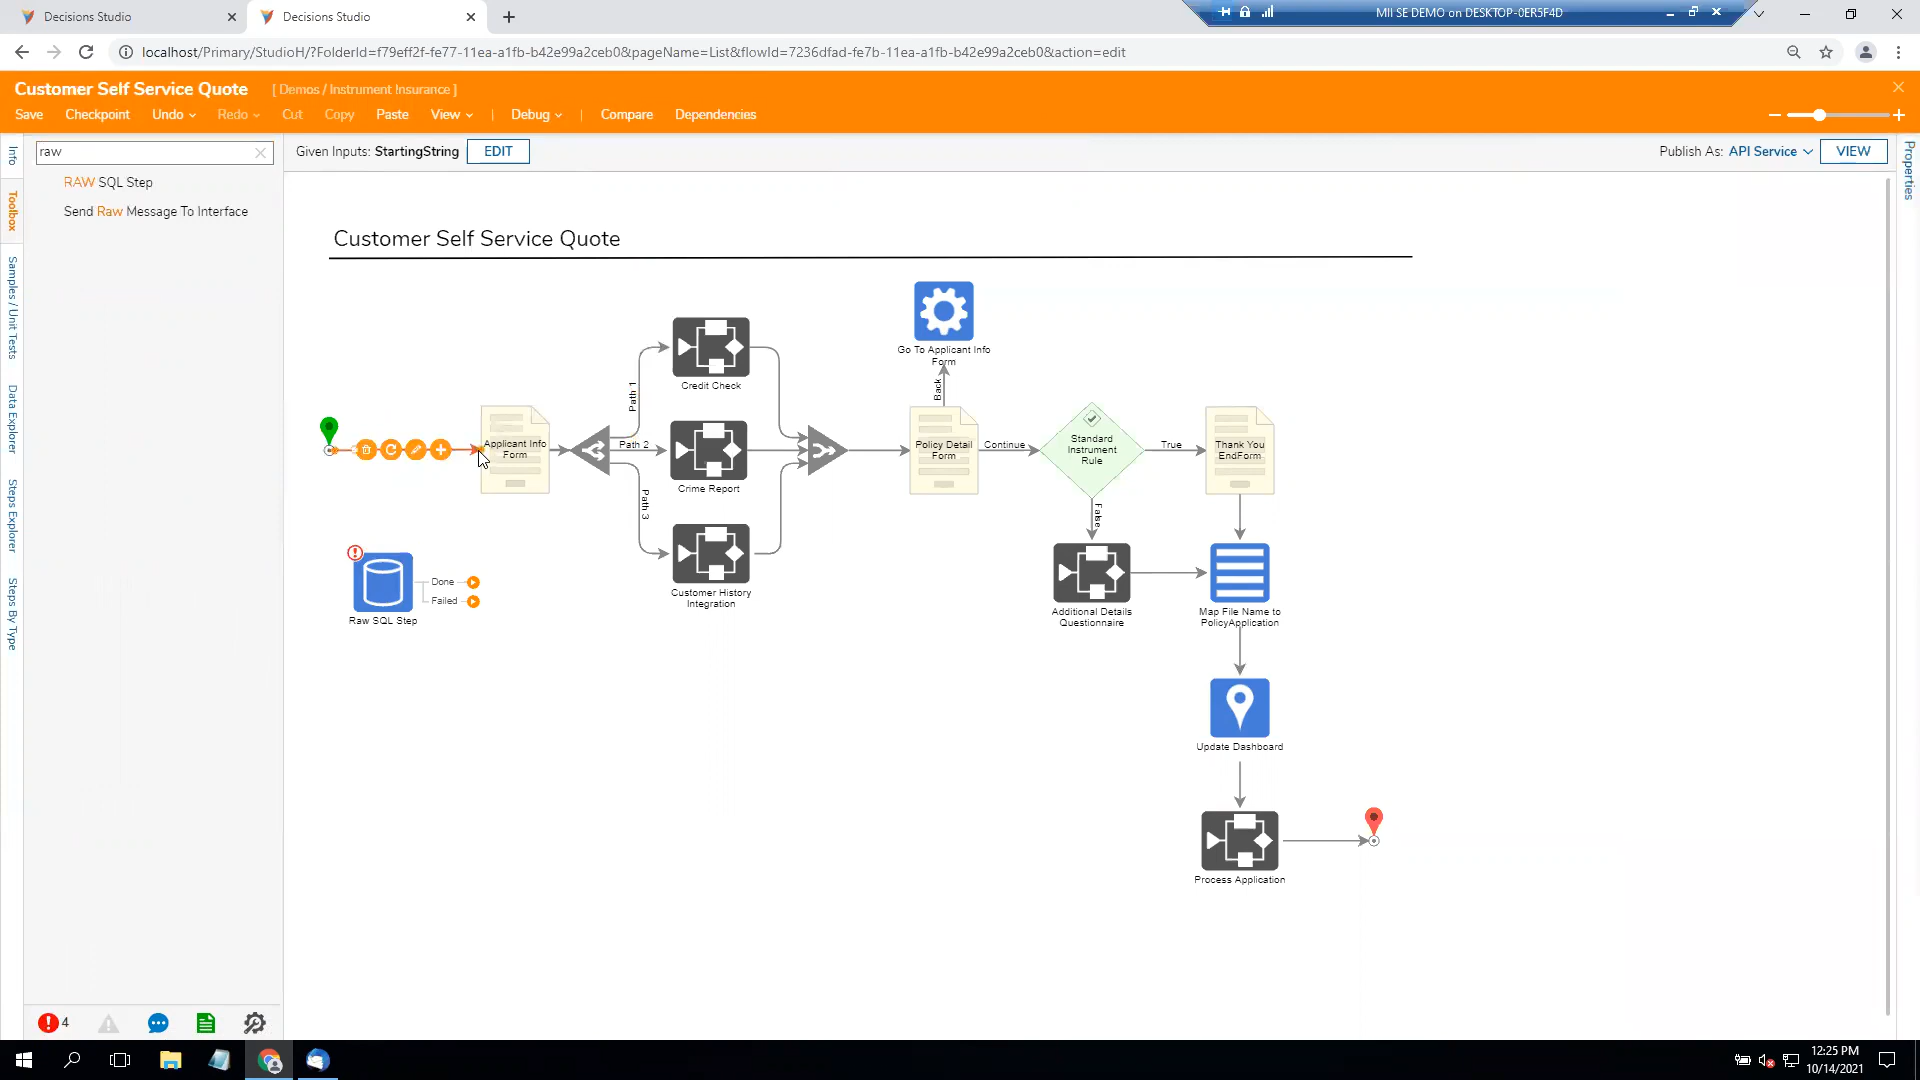 Decisions Studio
Decisions Studio
MII SE DEMO on DESKTOP-0ER5F4D
localhost/Primary/StudioH/?FolderId=f79eff2f-fe77-11ea-a1fb-b42e99a2ceb0&pageName=List&flowId=7236dfad-fe7b-11ea-a1fb-b42e99a2ceb0&action=edit
Customer Self Service Quote [ Demos / Instrument Insurance ]
Save Checkpoint Undo Redo Cut Copy Paste View | Debug | Compare Dependencies
Info
Toolbox
Samples / Unit Tests
Data Explorer
Steps Explorer
Steps By Type
raw
RAW SQL Step
Send Raw Message To Interface
Given Inputs: StartingString EDIT
Publish As: API Service VIEW
Properties
Customer Self Service Quote
Applicant Info
Form
Path 1
Path 2
Path 3
Credit Check
Crime Report
Customer History
Integration
Go To Applicant Info
Form
Back
Policy Detail
Form
Continue
Standard
Instrument
Rule
True
False
Thank You
EndForm
Raw SQL Step
Done
Failed
Additional Details
Questionnaire
Map File Name to
PolicyApplication
Update Dashboard
Process Application
4
12:25 PM
10/14/2021